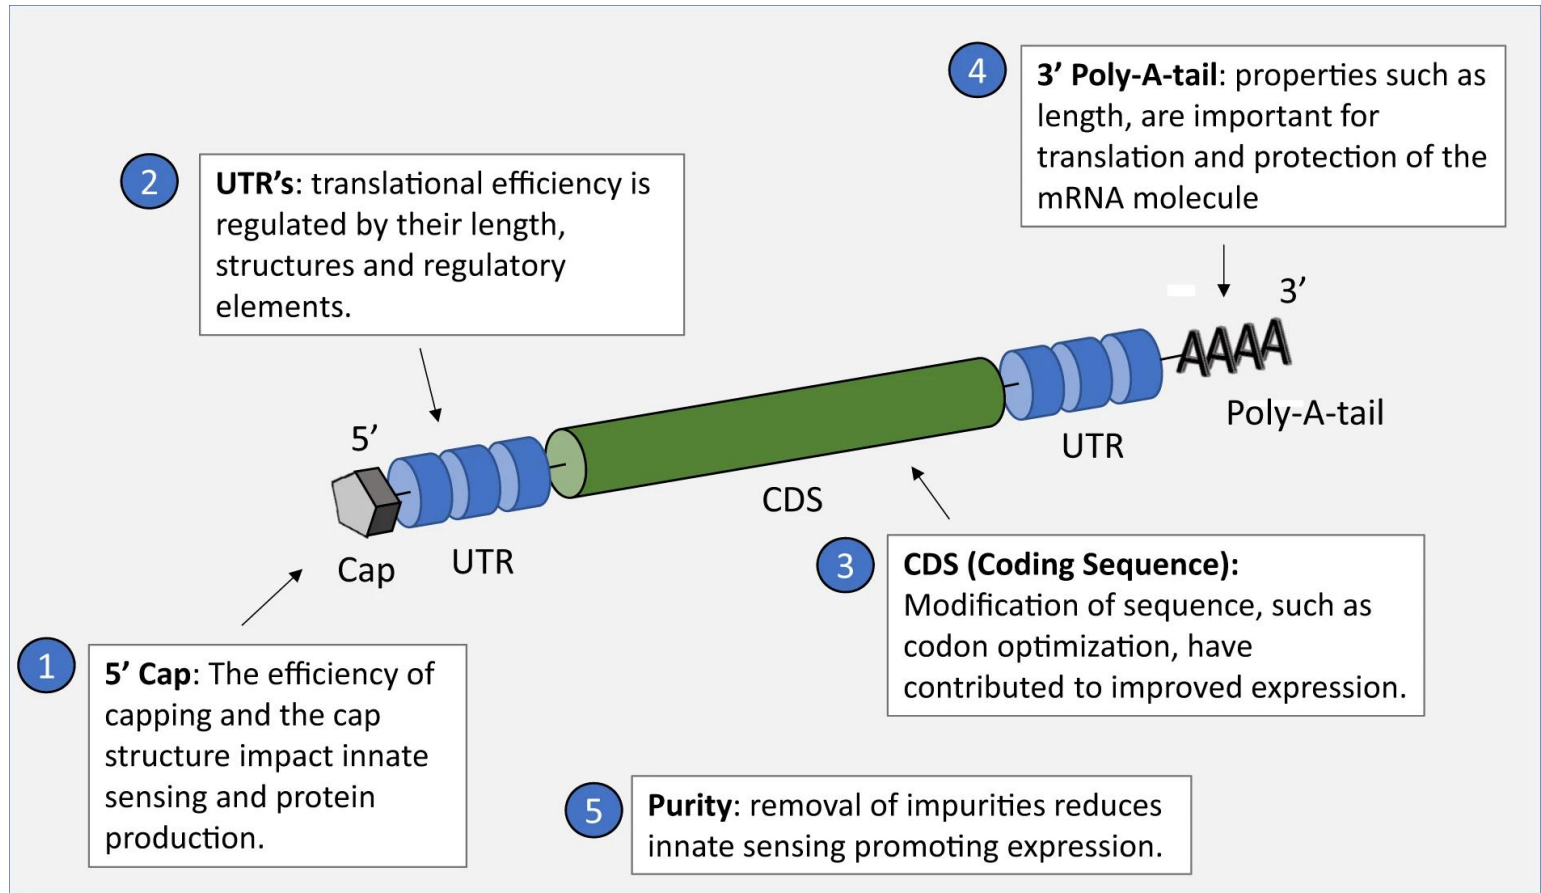 1
5’ Cap: The efficiency of
capping and the cap
structure impact innate
sensing and protein
production.
2
UTR’s: translational efficiency is
regulated by their length,
structures and regulatory
elements.
3
CDS (Coding Sequence):
Modification of sequence, such as
codon optimization, have
contributed to improved expression.
4
3’ Poly-A-tail: properties such as
length, are important for
translation and protection of the
mRNA molecule
5
Purity: removal of impurities reduces
innate sensing promoting expression.
5’
Cap
UTR
CDS
UTR
AAAA
3’
Poly-A-tail